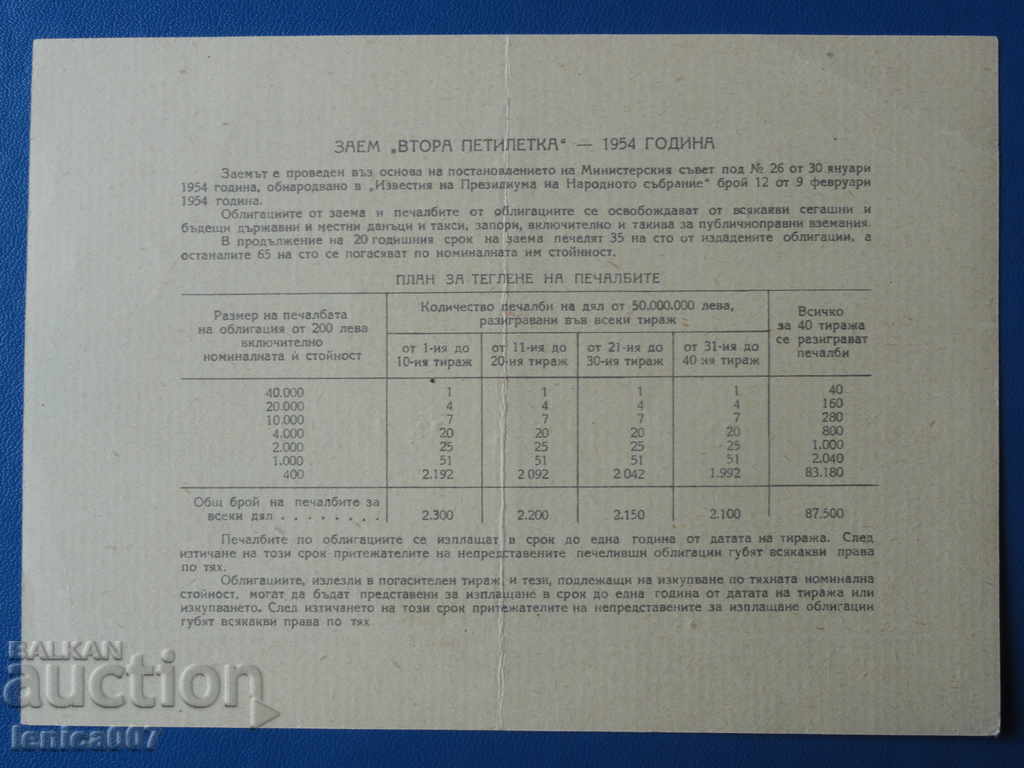 ЗАЕМ „ВТОРА ПЕТИЛЕТКА“ — 1954 ГОДИНА
Заемът е проведен въз основа на постановлението на Министерския съвет под № 26 от 30 януари
1954 година, обнародвано в „Известия на Президиума на Народното събрание“ брой 12 от 9 февруари
1954 година.
Облигациите от заема и печалбите от облигациите се освобождават от всякакви сегашни и
бъдещи държавни и местни данъци и такси, запори, включително и такива за публичноправни вземания.
В продължение на 20 годишния срок на заема печелят 35 на сто от издадените облигации, а
останалите 65 на сто се погасяват по номиналната им стойнност.
ПЛАН ЗА ТЕГЛЕНЕ НА ПЕЧАЛБИТЕ
Размер на печалбата
на облигация от 200 лева
включително
номиналната ѝ стойност
Количество печалби на дял от 50.000.000 лева,
разигравани във всеки тираж
от 1-ия до
10-ия тираж
от 11-ия до
20-ия тираж
от 21-ия до
30-ия тираж
от 31-ия до
40-ия тираж
Всичко
за 40 тиража
се разиграват
печалби
40.000 1 1 1 1 40
20.000 4 4 4 4 160
10.000 7 7 7 7 280
4.000 20 20 20 20 800
2.000 25 25 25 25 1.000
1.000 51 51 51 51 2.040
400 2.192 2 092 2 042 1.992 83.180
Общ брой на печалбите за
всеки дял . . . . . . . . 2.300 2.200 2.150 2.100 87.500
Печалбите по облигациите се изплащат в срок до една година от датата на тиража. След
изтичане на този срок притежателите на непредставените печеливши облигации губят всякакви права
по тях.
Облигациите, излезли в погасителен тираж, и тези, подлежащи на изкупване по тяхната номинална
стойност, могат да бъдат представени за изплащане в срок до една година от датата на тиража или
изкупването. След изтичането на този срок притежателите на непредставените за изплащане облигации
губят всякакви права по тях
BALKAN
auction
lenica007